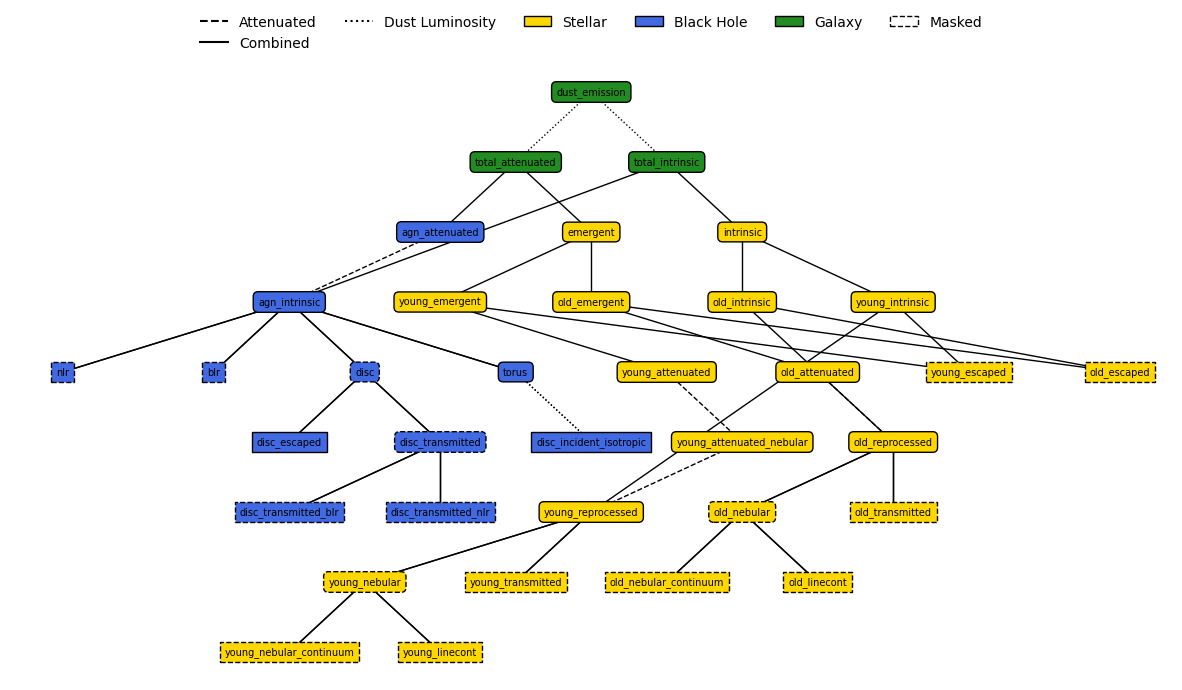 Attenuated Dust Luminosity Stellar Black Hole Galaxy Masked
Combined
dust_emission
total_attenuated total_intrinsic
agn_attenuated emergent intrinsic
agn_intrinsic young_emergent old_emergent old_intrinsic young_intrinsic
nlr blr disc torus young_attenuated old_attenuated young_escaped old_escaped
disc_escaped disc_transmitted disc_incident_isotropic young_attenuated_nebular old_reprocessed
disc_transmitted_blr disc_transmitted_nlr young_reprocessed old_nebular old_transmitted
young_nebular young_transmitted old_nebular_continuum old_linecont
young_nebular_continuum young_linecont